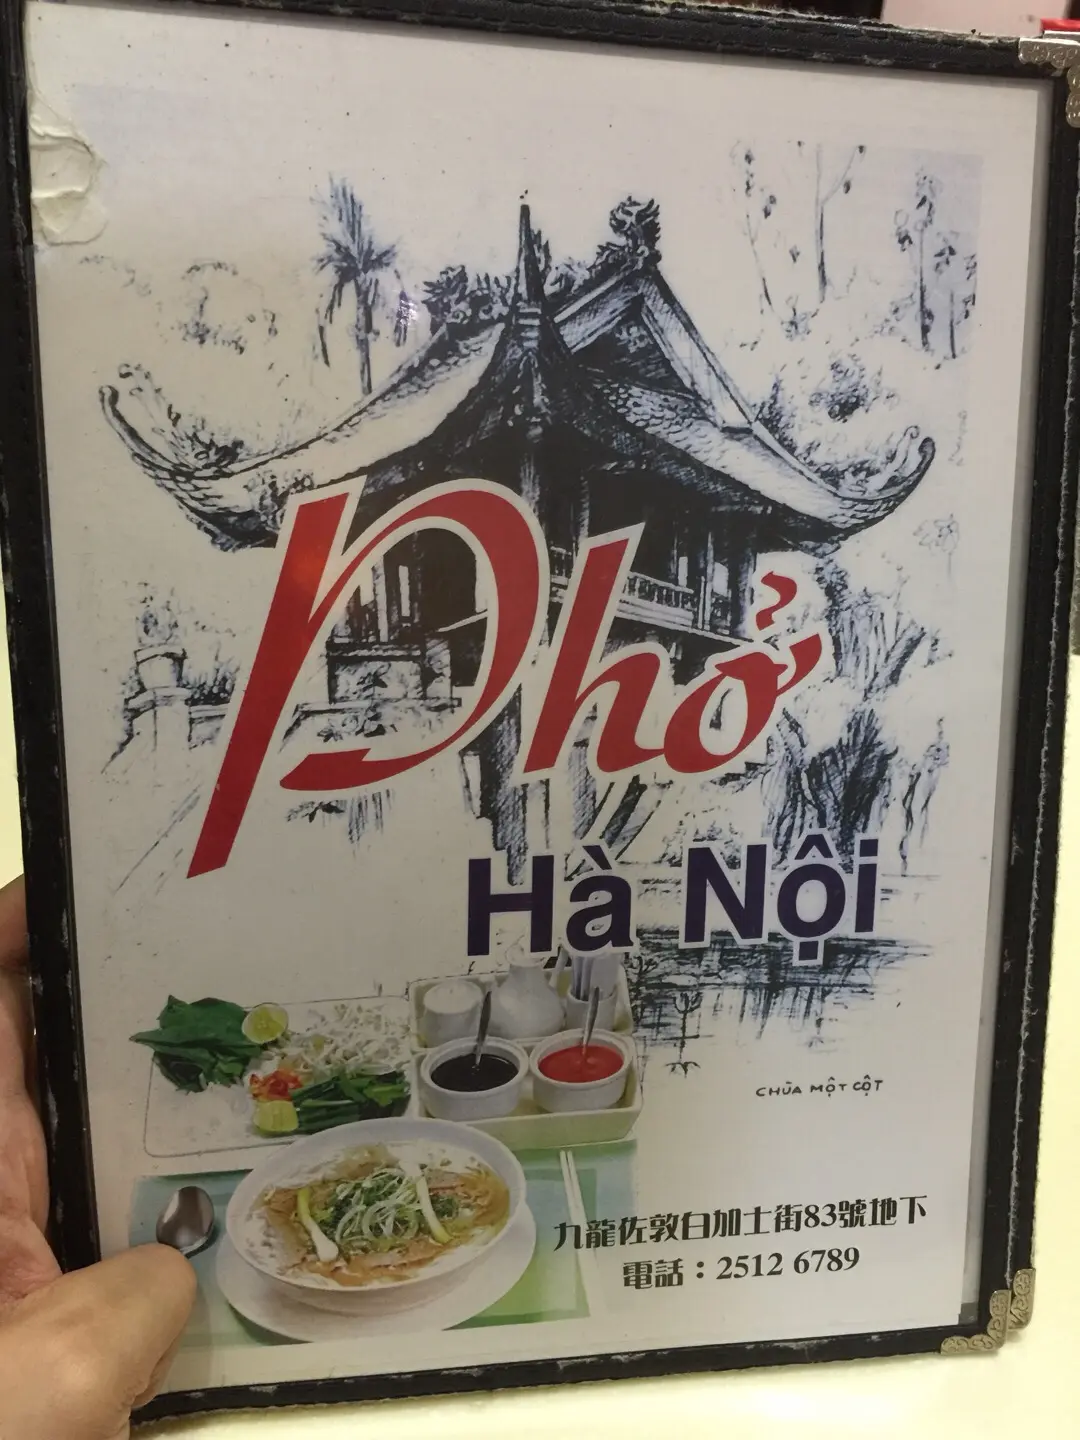 Phở
Hà Nội
CHÙA MỘT CỘT
九龍佐敦白加士街83號地下
電話：2512 6789